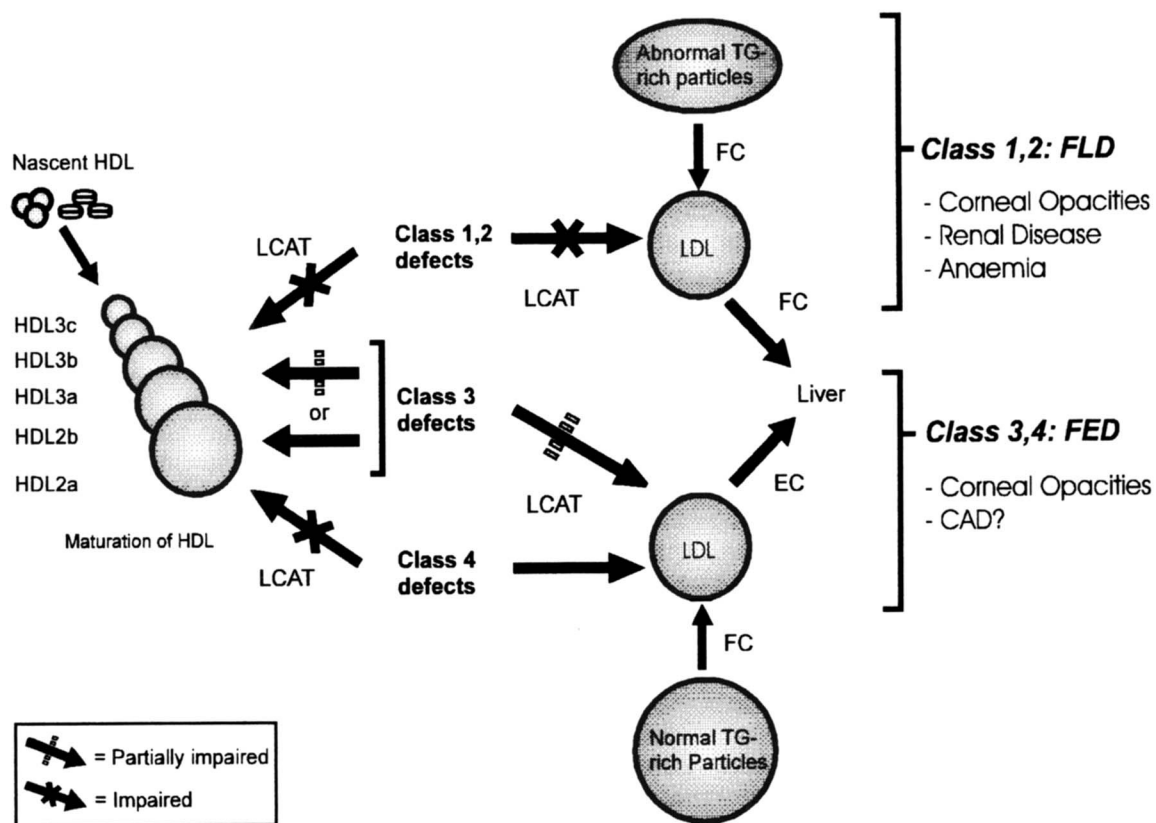 Abnormal TG-
rich particles
FC
LDL
FC
Class 1,2: FLD
- Corneal Opacities
- Renal Disease
- Anaemia
Nascent HDL
LCAT
Class 1,2
defects
LCAT
HDL3c
HDL3b
HDL3a
HDL2b
HDL2a
Maturation of HDL
or
Class 3
defects
LCAT
Liver
EC
LDL
Class 3,4: FED
- Corneal Opacities
- CAD?
LCAT
Class 4
defects
FC
Normal TG-
rich Particles
= Partially impaired
= Impaired